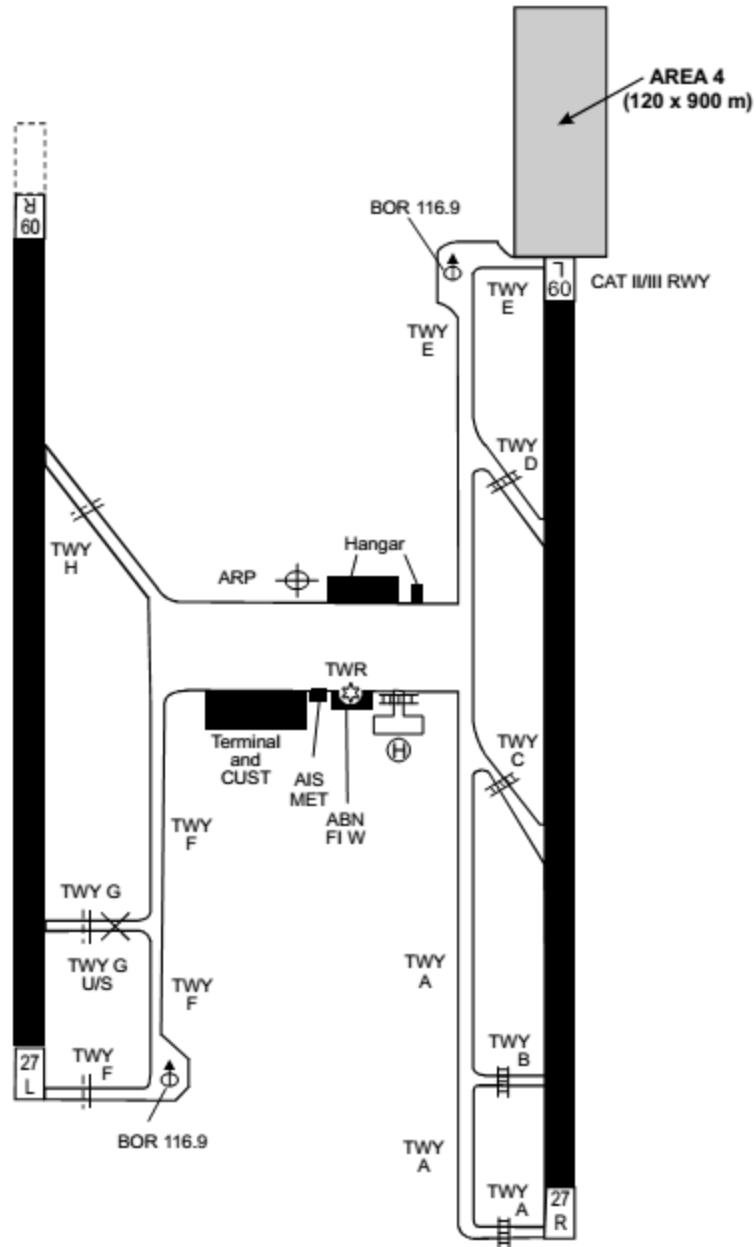 AREA 4
(120 x 900 m)
09
R
BOR 116.9
09
L
CAT II/III RWY
TWY
E
TWY
E
TWY
D
TWY
H
ARP
Hangar
TWR
H
Terminal
and
CUST
AIS
MET
ABN
FI W
TWY
C
TWY
F
TWY G
TWY G
U/S
TWY
F
TWY
A
27
L
TWY
F
TWY
B
BOR 116.9
TWY
A
TWY
A
27
R